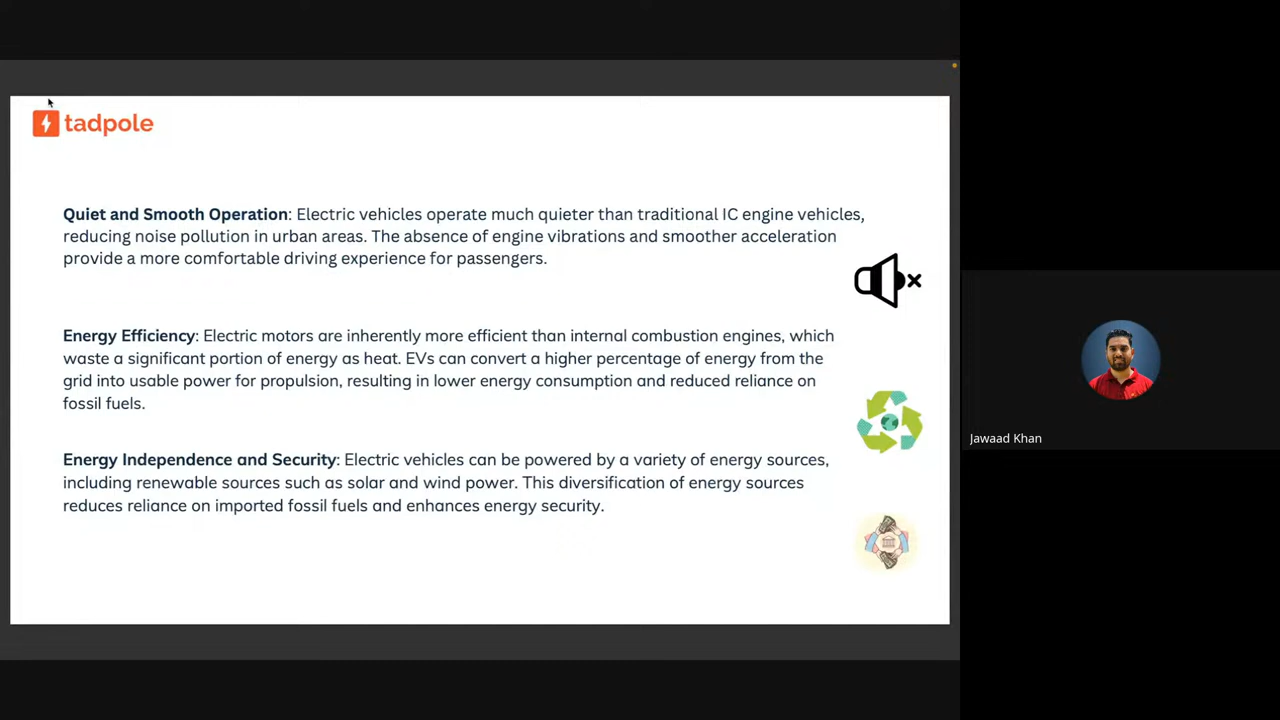 tadpole
Quiet and Smooth Operation: Electric vehicles operate much quieter than traditional IC engine vehicles,
reducing noise pollution in urban areas. The absence of engine vibrations and smoother acceleration
provide a more comfortable driving experience for passengers.
Energy Efficiency: Electric motors are inherently more efficient than internal combustion engines, which
waste a significant portion of energy as heat. EVs can convert a higher percentage of energy from the
grid into usable power for propulsion, resulting in lower energy consumption and reduced reliance on
fossil fuels.
Energy Independence and Security: Electric vehicles can be powered by a variety of energy sources,
including renewable sources such as solar and wind power. This diversification of energy sources
reduces reliance on imported fossil fuels and enhances energy security.
Jawaad Khan